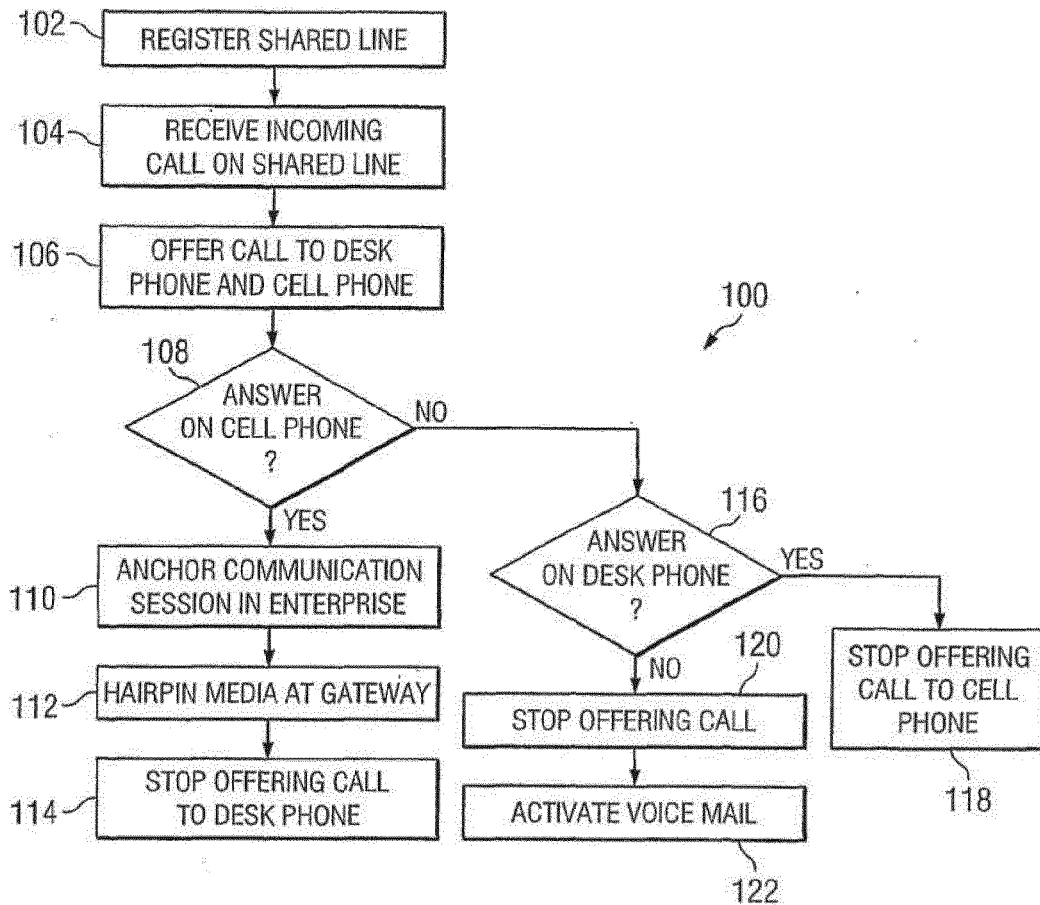 102
REGISTER SHARED LINE
104
RECEIVE INCOMING
CALL ON SHARED LINE
106
OFFER CALL TO DESK
PHONE AND CELL PHONE
100
108
ANSWER
ON CELL PHONE
?
NO
YES
116
ANSWER
ON DESK PHONE
?
YES
NO
110
ANCHOR COMMUNICATION
SESSION IN ENTERPRISE
112
HAIRPIN MEDIA AT GATEWAY
114
STOP OFFERING CALL
TO DESK PHONE
120
STOP OFFERING CALL
ACTIVATE VOICE MAIL
122
STOP OFFERING
CALL TO CELL
PHONE
118